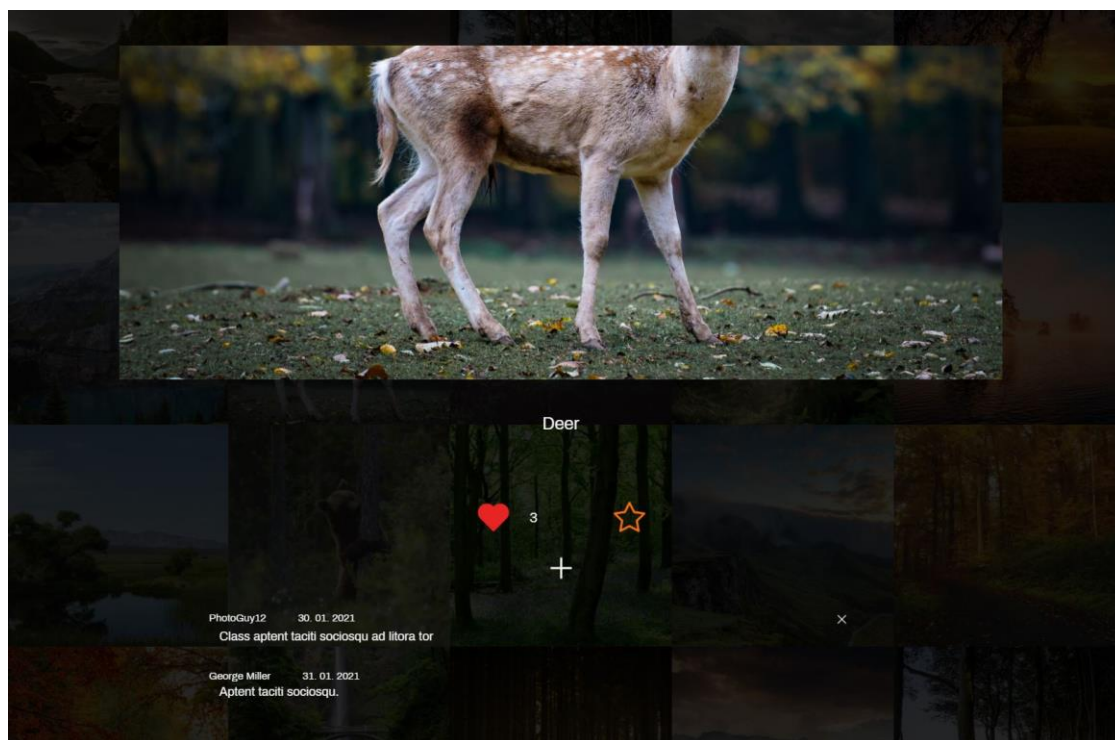 Deer
3
PhotoGuy12 30. 01. 2021
Class aptent taciti sociosqu ad litora tor
George Miller 31. 01. 2021
Aptent taciti sociosqu.